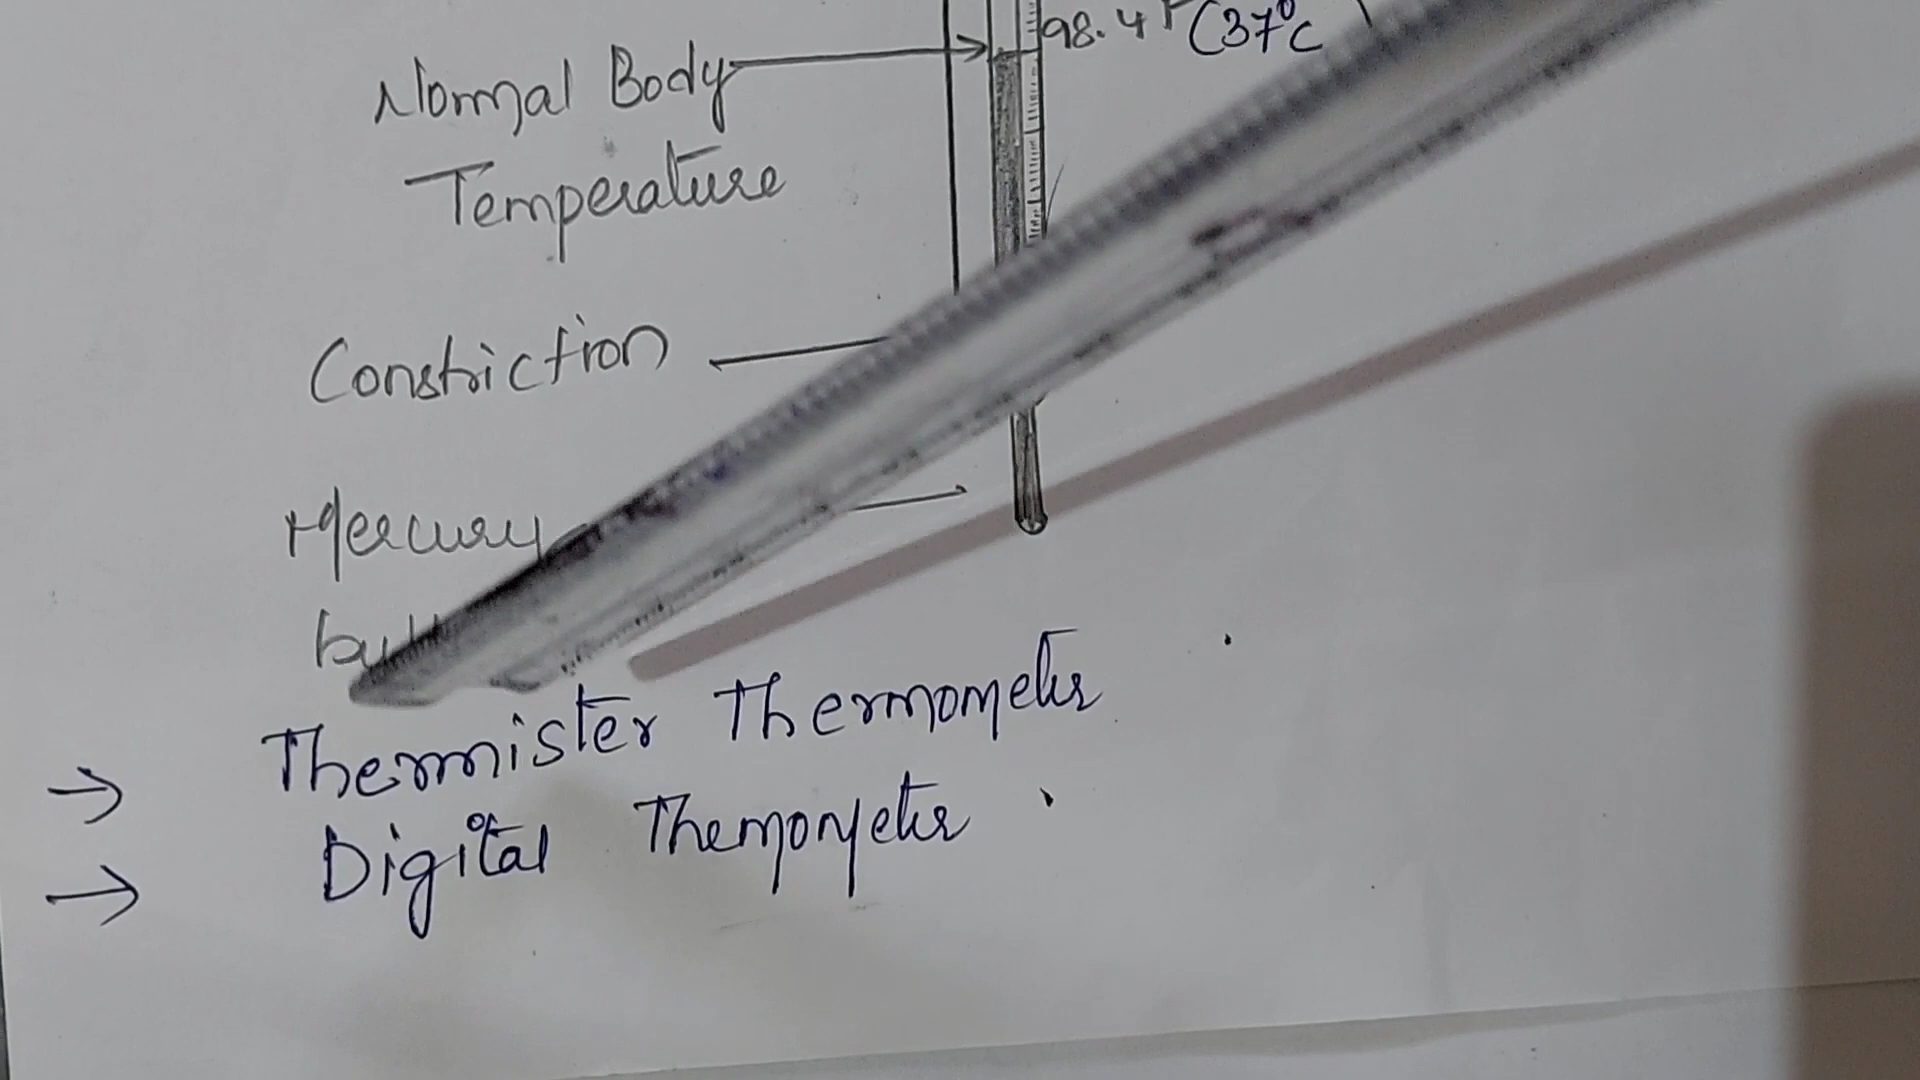 98.4 F (37°c
Normal Body
Temperature
Constriction
Mercury
Thermister Thermometer
Digital Themometer